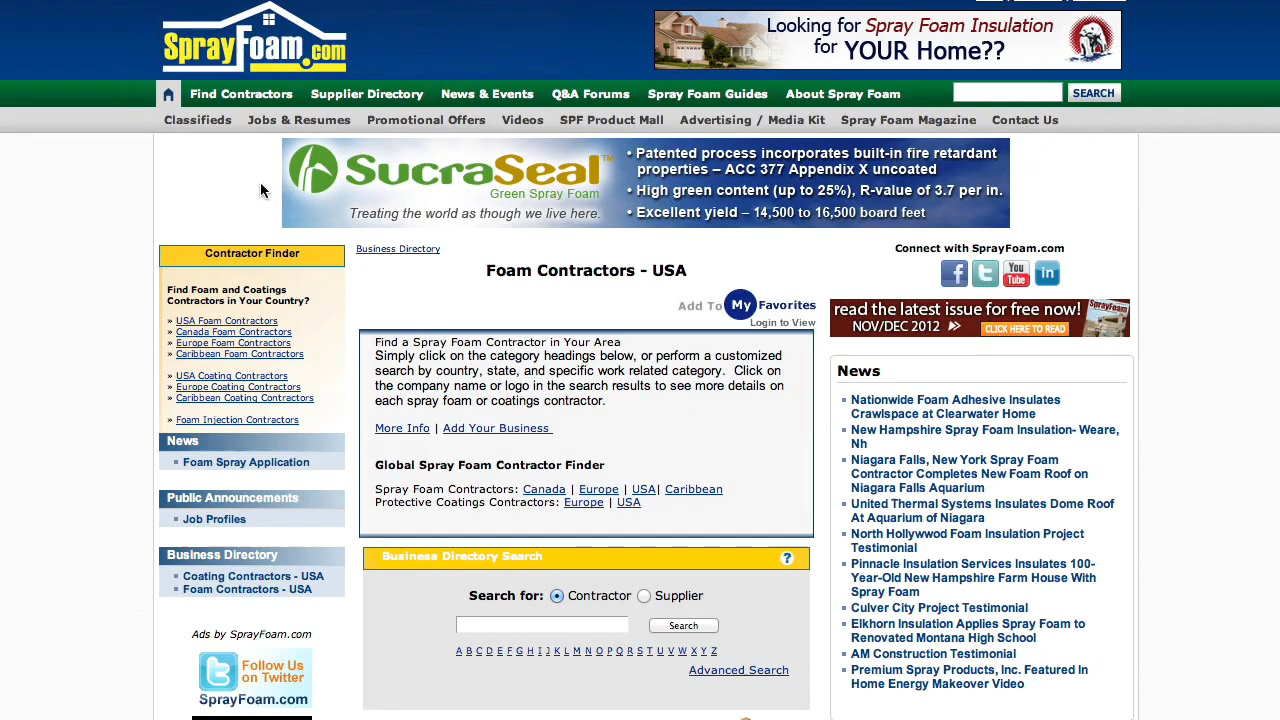 SprayFoam.com
Looking for Spray Foam Insulation
for YOUR Home??
Find Contractors Supplier Directory News & Events Q&A Forums Spray Foam Guides About Spray Foam SEARCH
Classifieds Jobs & Resumes Promotional Offers Videos SPF Product Mall Advertising / Media Kit Spray Foam Magazine Contact Us
SucraSeal™
Green Spray Foam
Treating the world as though we live here.
• Patented process incorporates built-in fire retardant
properties – ACC 377 Appendix X uncoated
• High green content (up to 25%), R-value of 3.7 per in.
• Excellent yield – 14,500 to 16,500 board feet
Contractor Finder
Find Foam and Coatings
Contractors in Your Country?
» USA Foam Contractors
» Canada Foam Contractors
» Europe Foam Contractors
» Caribbean Foam Contractors
» USA Coating Contractors
» Europe Coating Contractors
» Caribbean Coating Contractors
» Foam Injection Contractors
News
Foam Spray Application
Public Announcements
Job Profiles
Business Directory
Coating Contractors - USA
Foam Contractors - USA
Ads by SprayFoam.com
Follow Us
on Twitter
SprayFoam.com
Business Directory
Foam Contractors - USA
Add To My Favorites
Login to View
Find a Spray Foam Contractor in Your Area
Simply click on the category headings below, or perform a customized
search by country, state, and specific work related category. Click on
the company name or logo in the search results to see more details on
each spray foam or coatings contractor.
More Info | Add Your Business
Global Spray Foam Contractor Finder
Spray Foam Contractors: Canada | Europe | USA| Caribbean
Protective Coatings Contractors: Europe | USA
Business Directory Search ?
Search for: Contractor Supplier
Search
A B C D E F G H I J K L M N O P Q R S T U V W X Y Z
Advanced Search
Connect with SprayFoam.com
f t You Tube in
read the latest issue for free now!
NOV/DEC 2012 CLICK HERE TO READ
SprayFoam
News
Nationwide Foam Adhesive Insulates
Crawlspace at Clearwater Home
New Hampshire Spray Foam Insulation- Weare,
Nh
Niagara Falls, New York Spray Foam
Contractor Completes New Foam Roof on
Niagara Falls Aquarium
United Thermal Systems Insulates Dome Roof
At Aquarium of Niagara
North Hollywwod Foam Insulation Project
Testimonial
Pinnacle Insulation Services Insulates 100-
Year-Old New Hampshire Farm House With
Spray Foam
Culver City Project Testimonial
Elkhorn Insulation Applies Spray Foam to
Renovated Montana High School
AM Construction Testimonial
Premium Spray Products, Inc. Featured In
Home Energy Makeover Video